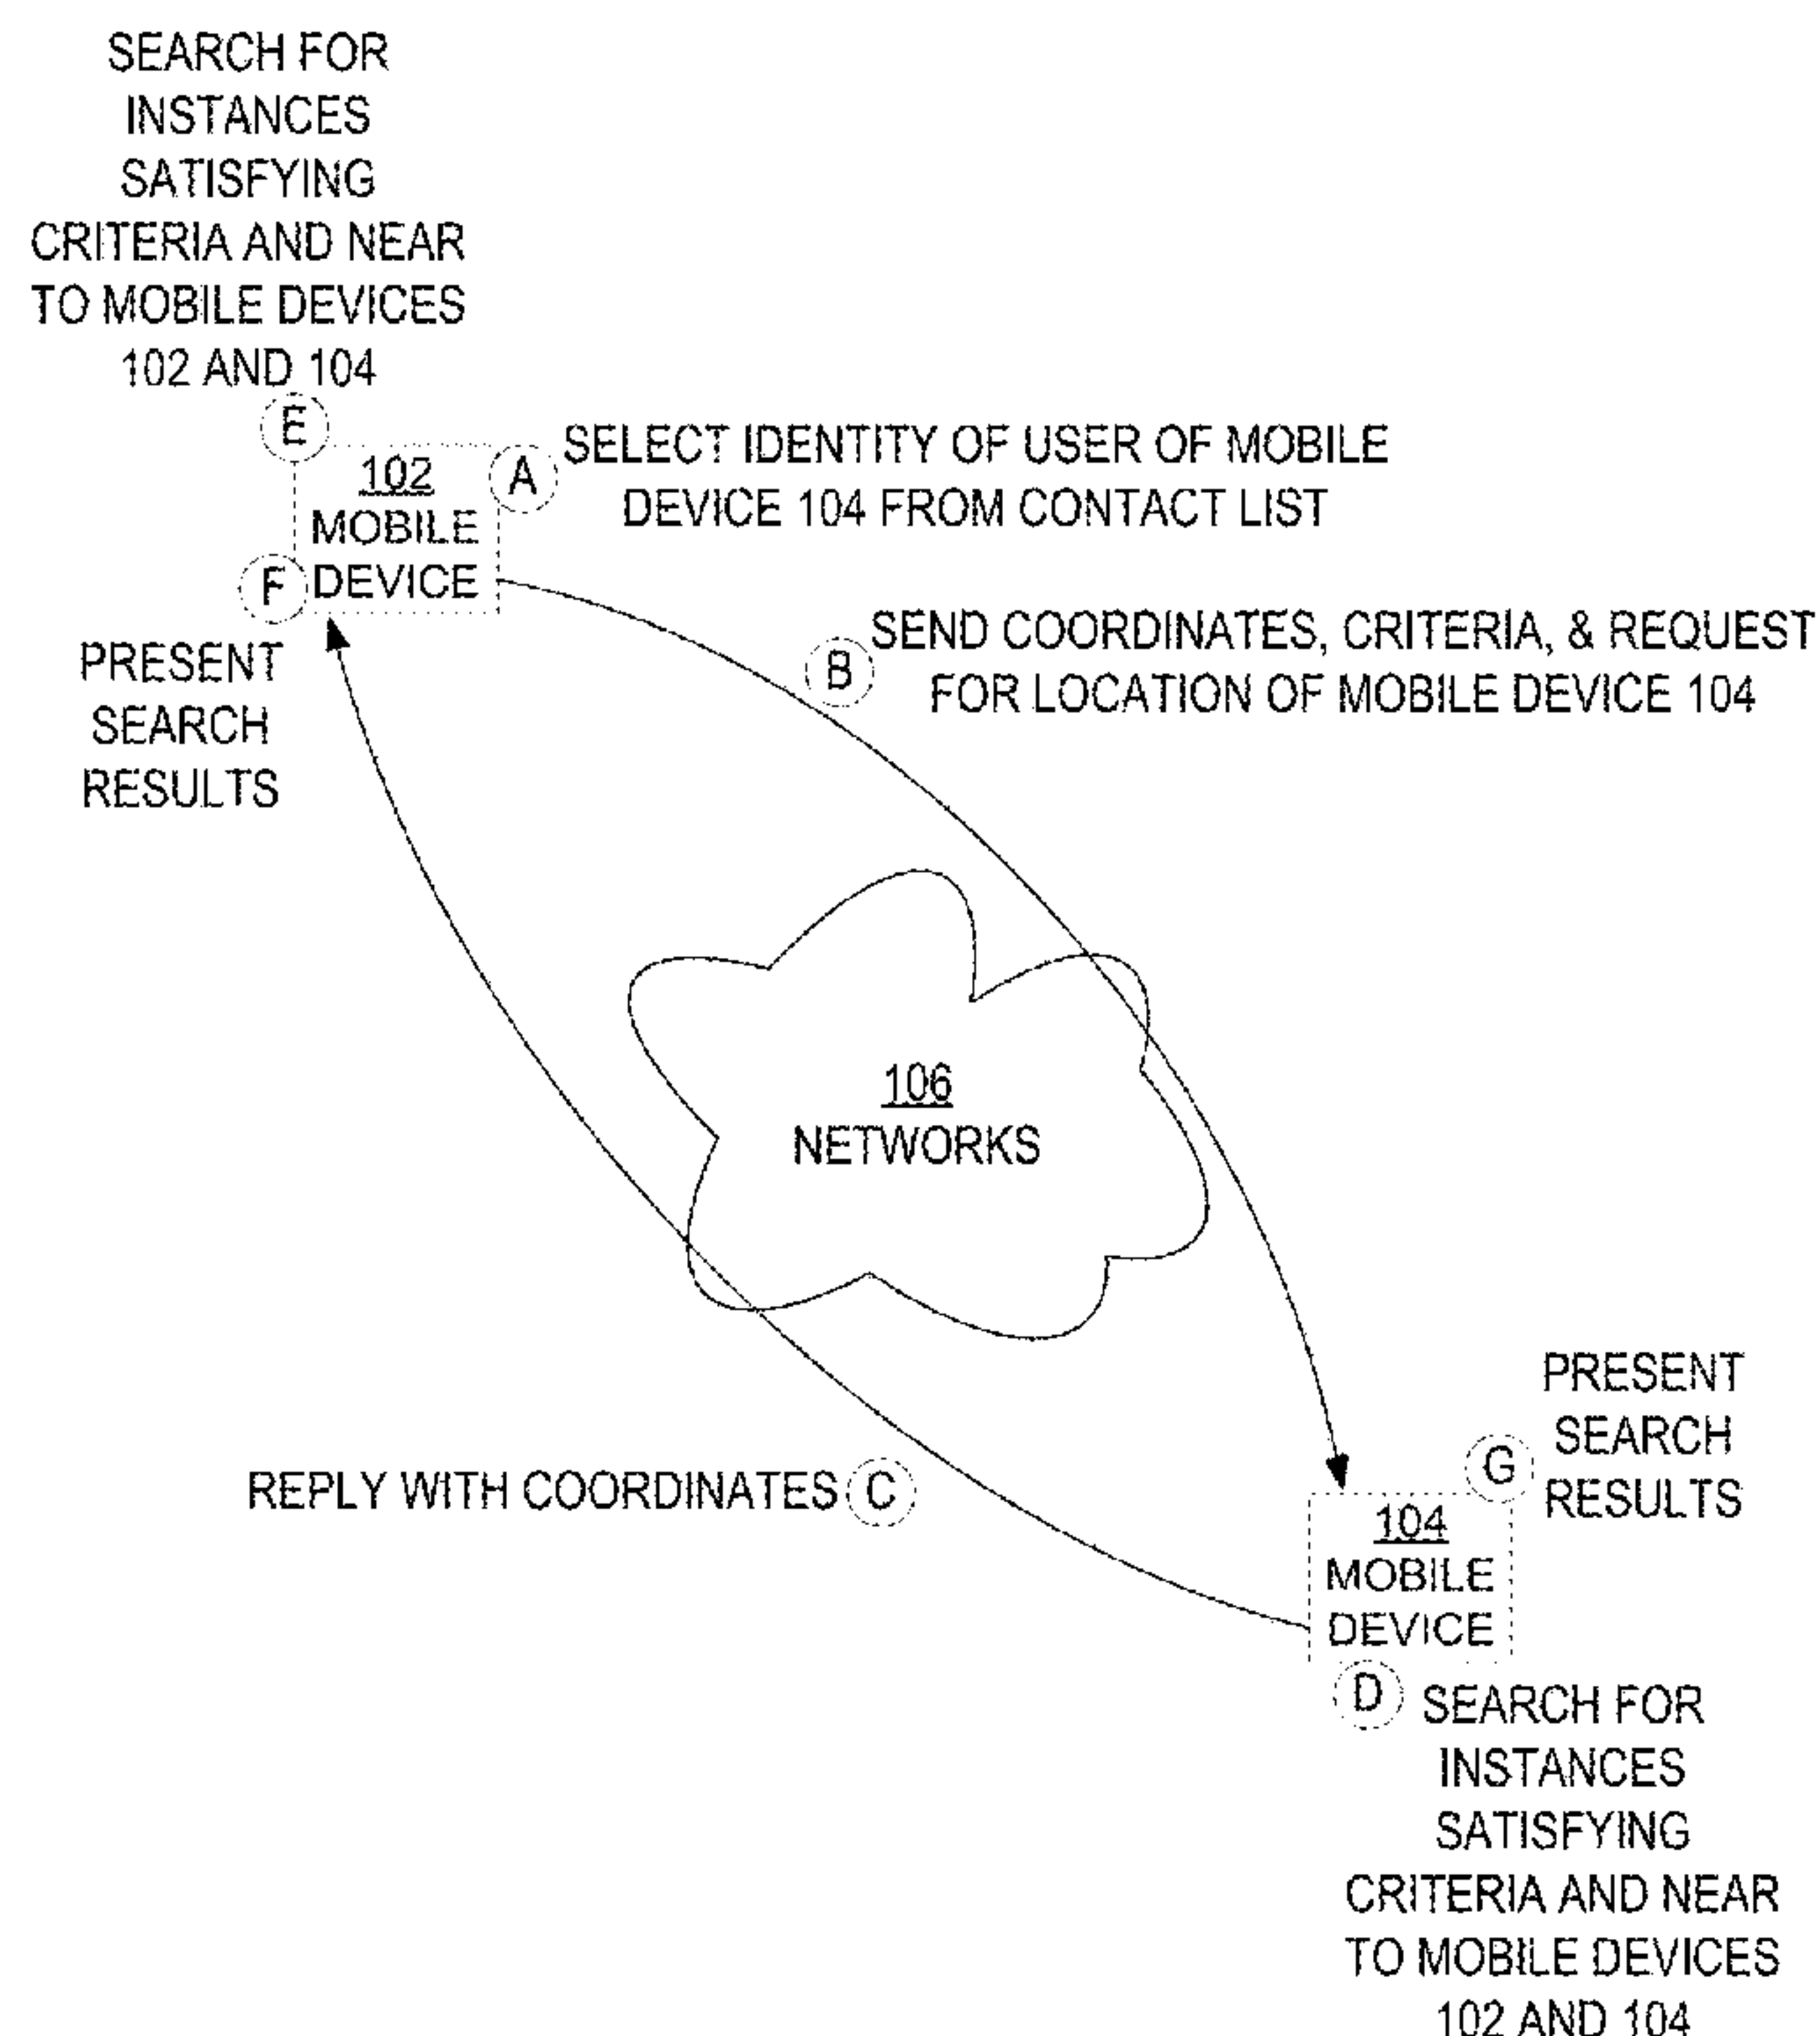 SEARCH FOR
INSTANCES
SATISFYING
CRITERIA AND NEAR
TO MOBILE DEVICES
102 AND 104
E
102
MOBILE
DEVICE
A
SELECT IDENTITY OF USER OF MOBILE
DEVICE 104 FROM CONTACT LIST
F
PRESENT
SEARCH
RESULTS
B
SEND COORDINATES, CRITERIA, & REQUEST
FOR LOCATION OF MOBILE DEVICE 104
106
NETWORKS
REPLY WITH COORDINATES
C
PRESENT
SEARCH
RESULTS
G
104
MOBILE
DEVICE
D
SEARCH FOR
INSTANCES
SATISFYING
CRITERIA AND NEAR
TO MOBILE DEVICES
102 AND 104